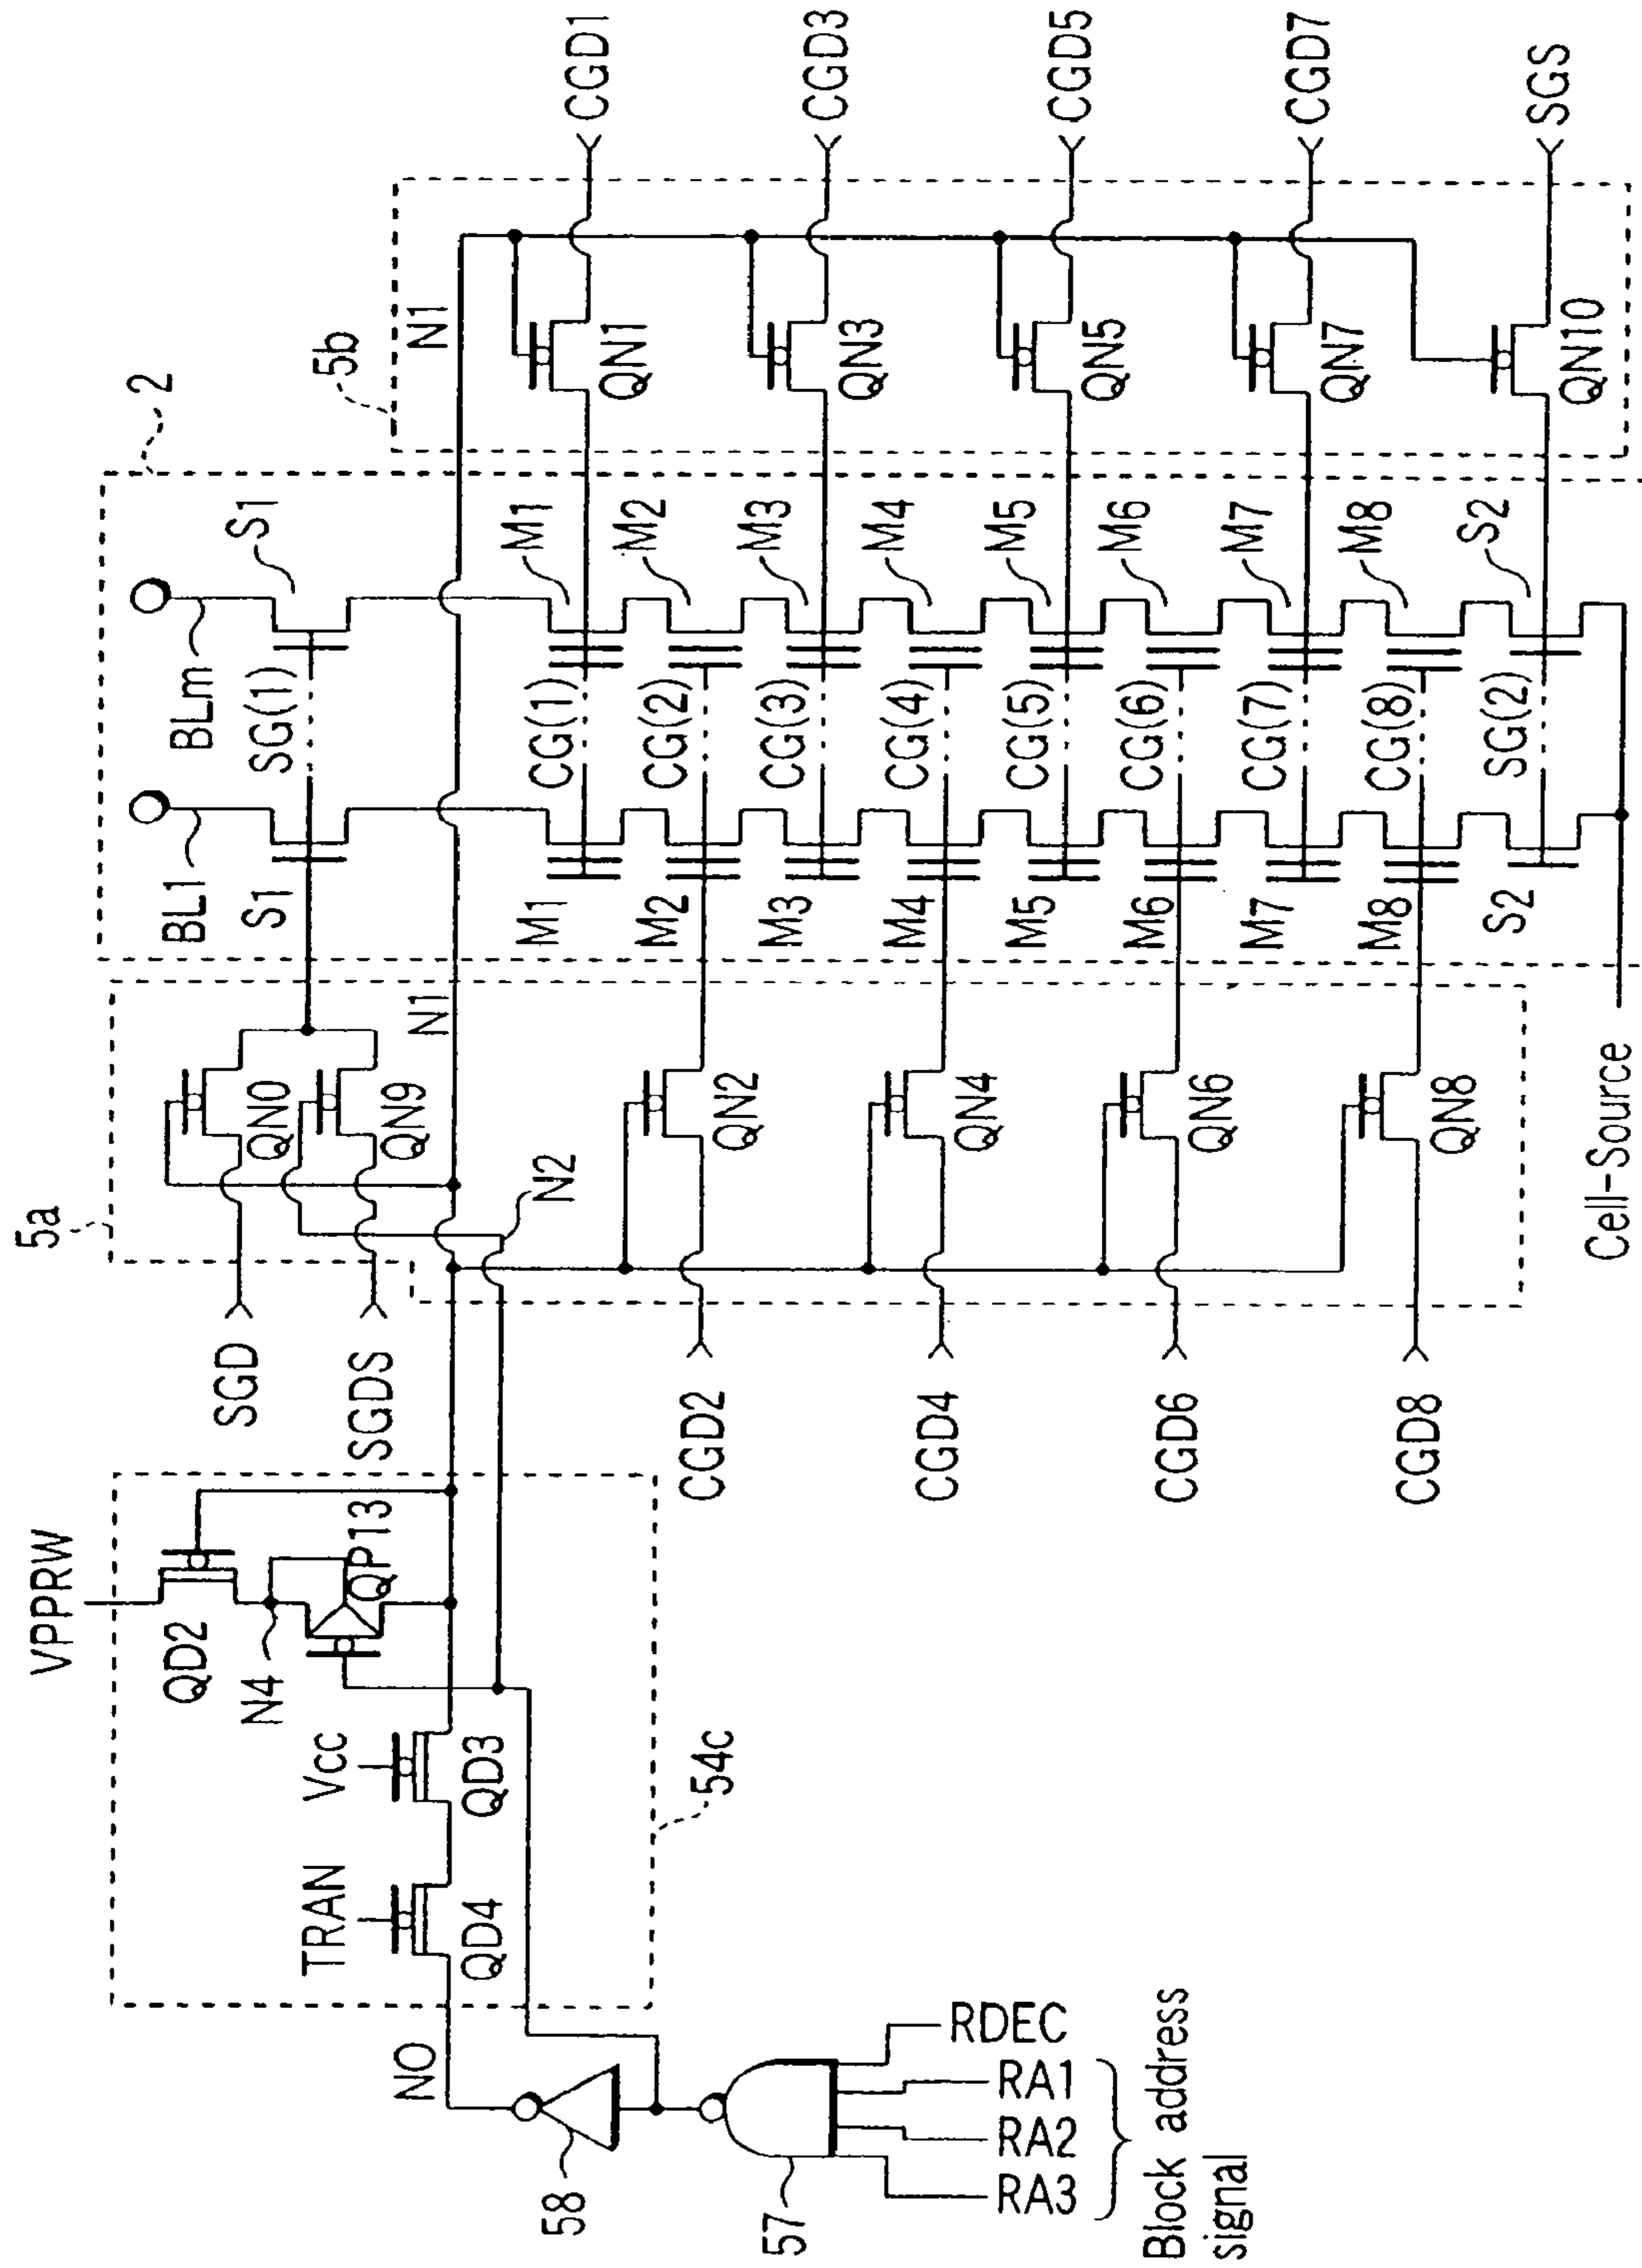 2
5b
N1
BLm
S1
SG(1)
BL1
S1
CGD1
CGD3
CGD5
CGD7
SGS
QN1
QN3
QN5
QN7
QN10
M1
M2
M3
M4
M5
M6
M7
M8
S2
CG(1)
CG(2)
CG(3)
CG(4)
CG(5)
CG(6)
CG(7)
CG(8)
SG(2)
M1
M2
M3
M4
M5
M6
M7
M8
S2
5a
QN0
QN9
N1
N2
QN2
QN4
QN6
QN8
Cell-Source
SGD
SGDS
CGD2
CGD4
CGD6
CGD8
VPPRW
QD2
N4
QP13
Vcc
QD3
TRAN
QD4
54c
NO
58
57
RDEC
RA1
RA2
RA3
Block address
signal